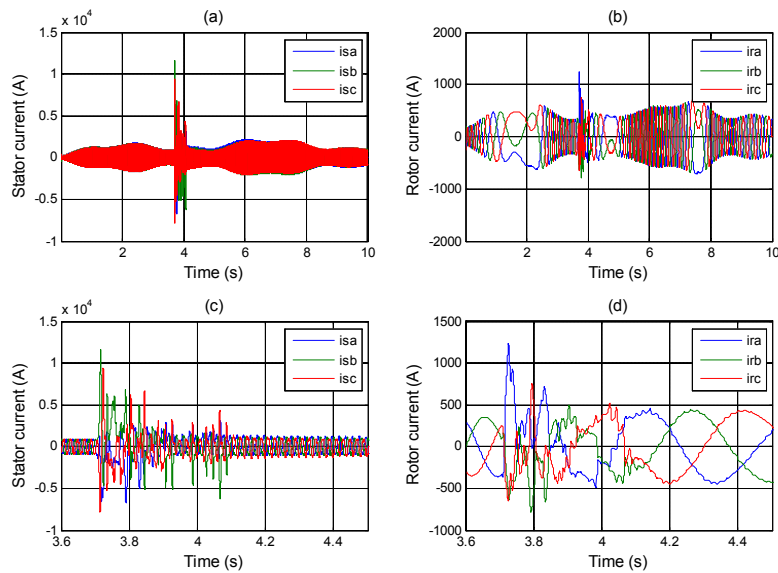 (a)
x 10⁴
1.5
1
0.5
0
-0.5
-1
2
4
6
8
10
Stator current (A)
Time (s)
isa
isb
isc
(b)
2000
1000
0
-1000
-2000
2
4
6
8
10
Rotor current (A)
Time (s)
ira
irb
irc
(c)
x 10⁴
1.5
1
0.5
0
-0.5
-1
3.6
3.8
4
4.2
4.4
Stator current (A)
Time (s)
isa
isb
isc
(d)
1500
1000
500
0
-500
-1000
3.6
3.8
4
4.2
4.4
Rotor current (A)
Time (s)
ira
irb
irc